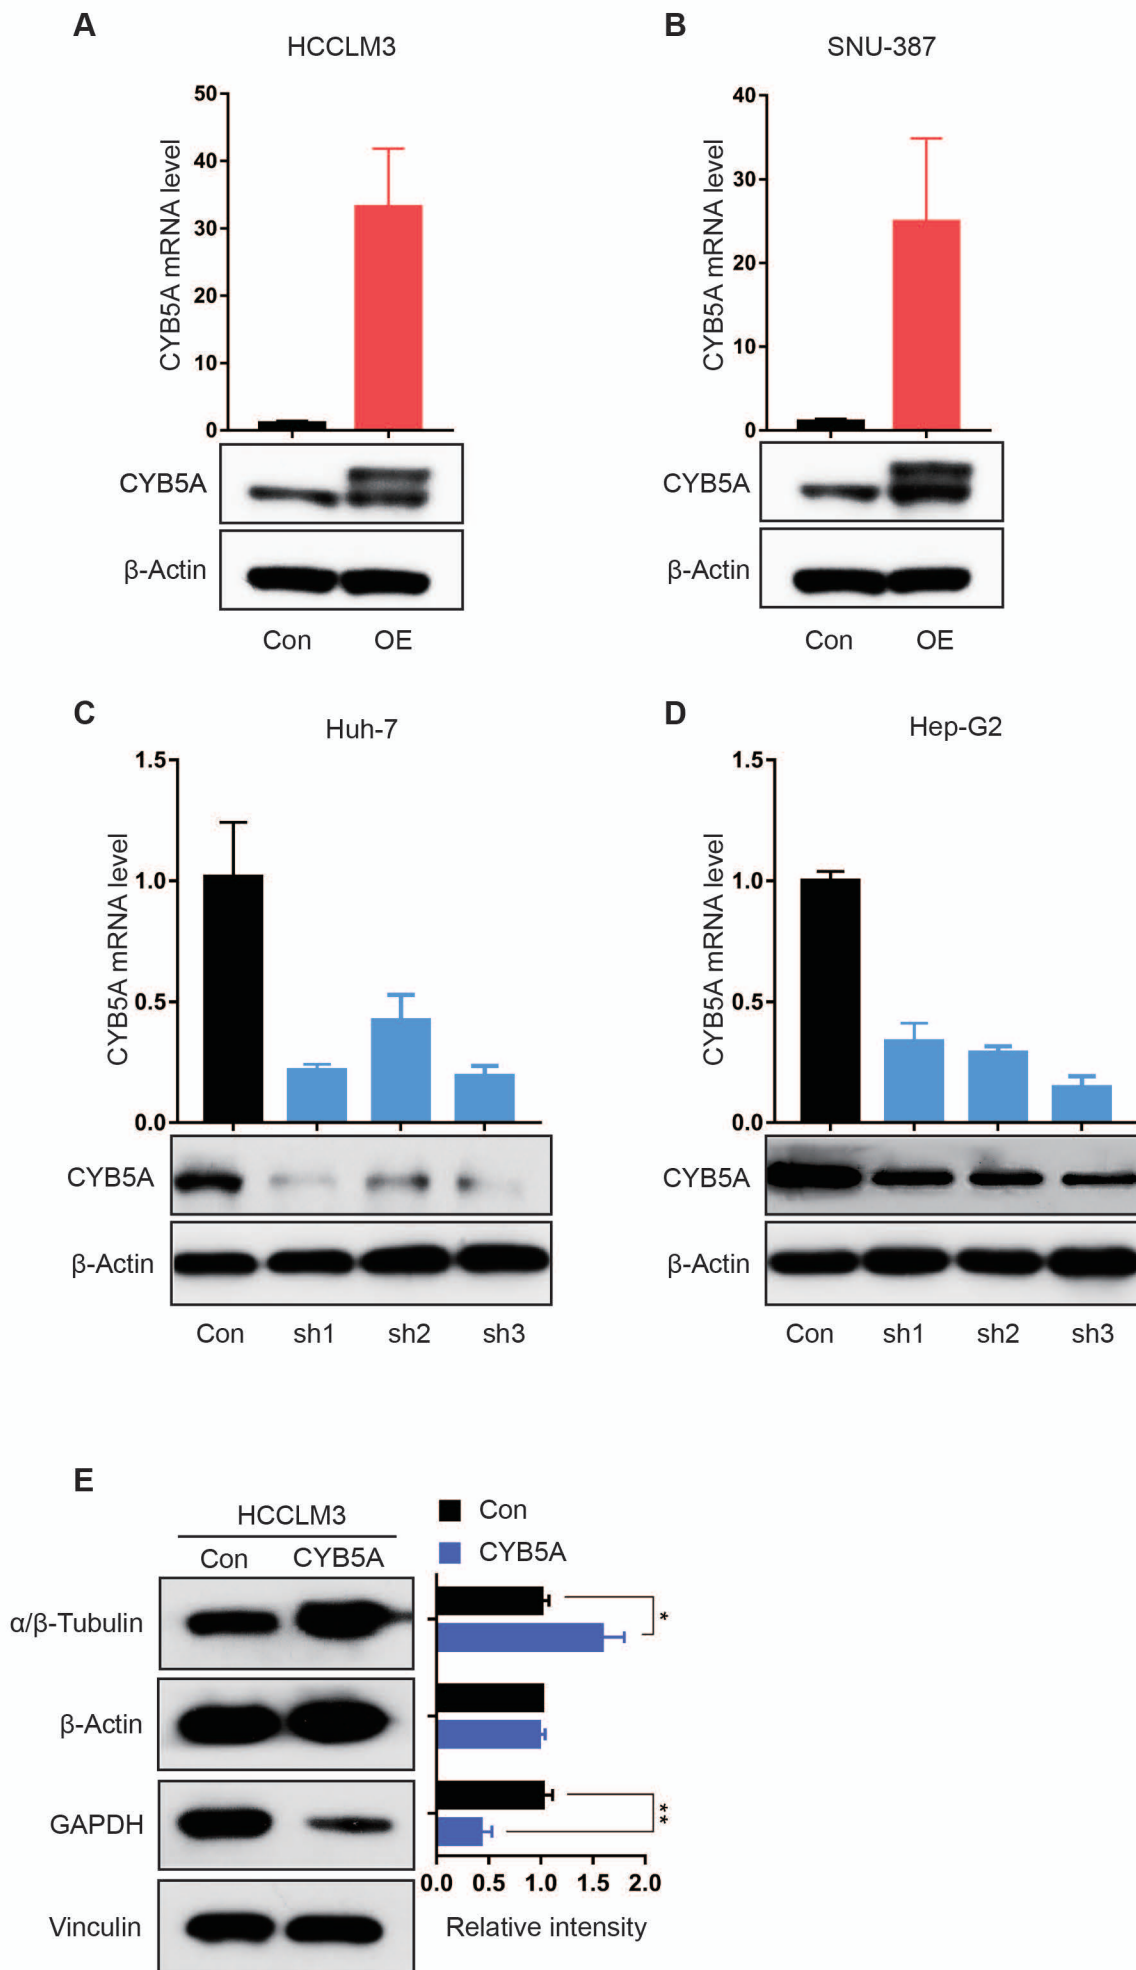 A
HCCLM3
CYB5A mRNA level
50
40
30
20
10
0
CYB5A
β-Actin
Con OE
B
SNU-387
CYB5A mRNA level
40
30
20
10
0
CYB5A
β-Actin
Con OE
C
Huh-7
CYB5A mRNA level
1.5
1.0
0.5
0.0
CYB5A
β-Actin
Con sh1 sh2 sh3
D
Hep-G2
CYB5A mRNA level
1.5
1.0
0.5
0.0
CYB5A
β-Actin
Con sh1 sh2 sh3
E
HCCLM3
Con CYB5A
α/β-Tubulin
β-Actin
GAPDH
Vinculin
Con
CYB5A
*
**
0.0 0.5 1.0 1.5 2.0
Relative intensity